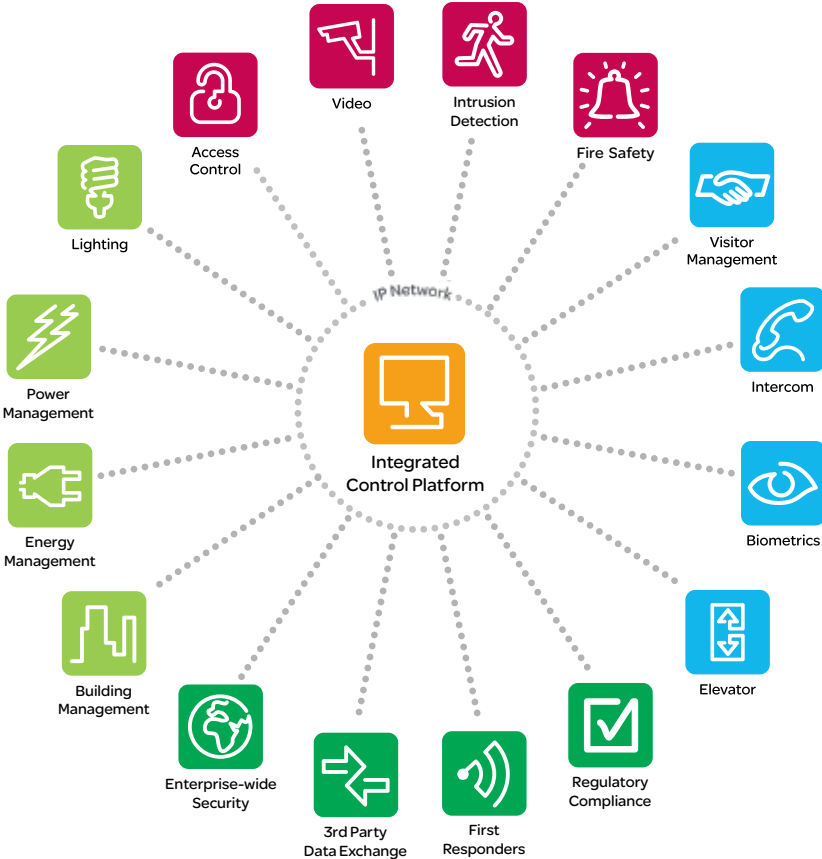 Video
Intrusion
Detection
Access
Control
Fire Safety
Lighting
Visitor
Management
IP Network
Power
Management
Intercom
Integrated
Control Platform
Energy
Management
Biometrics
Building
Management
Elevator
Enterprise-wide
Security
Regulatory
Compliance
3rd Party
Data Exchange
First
Responders